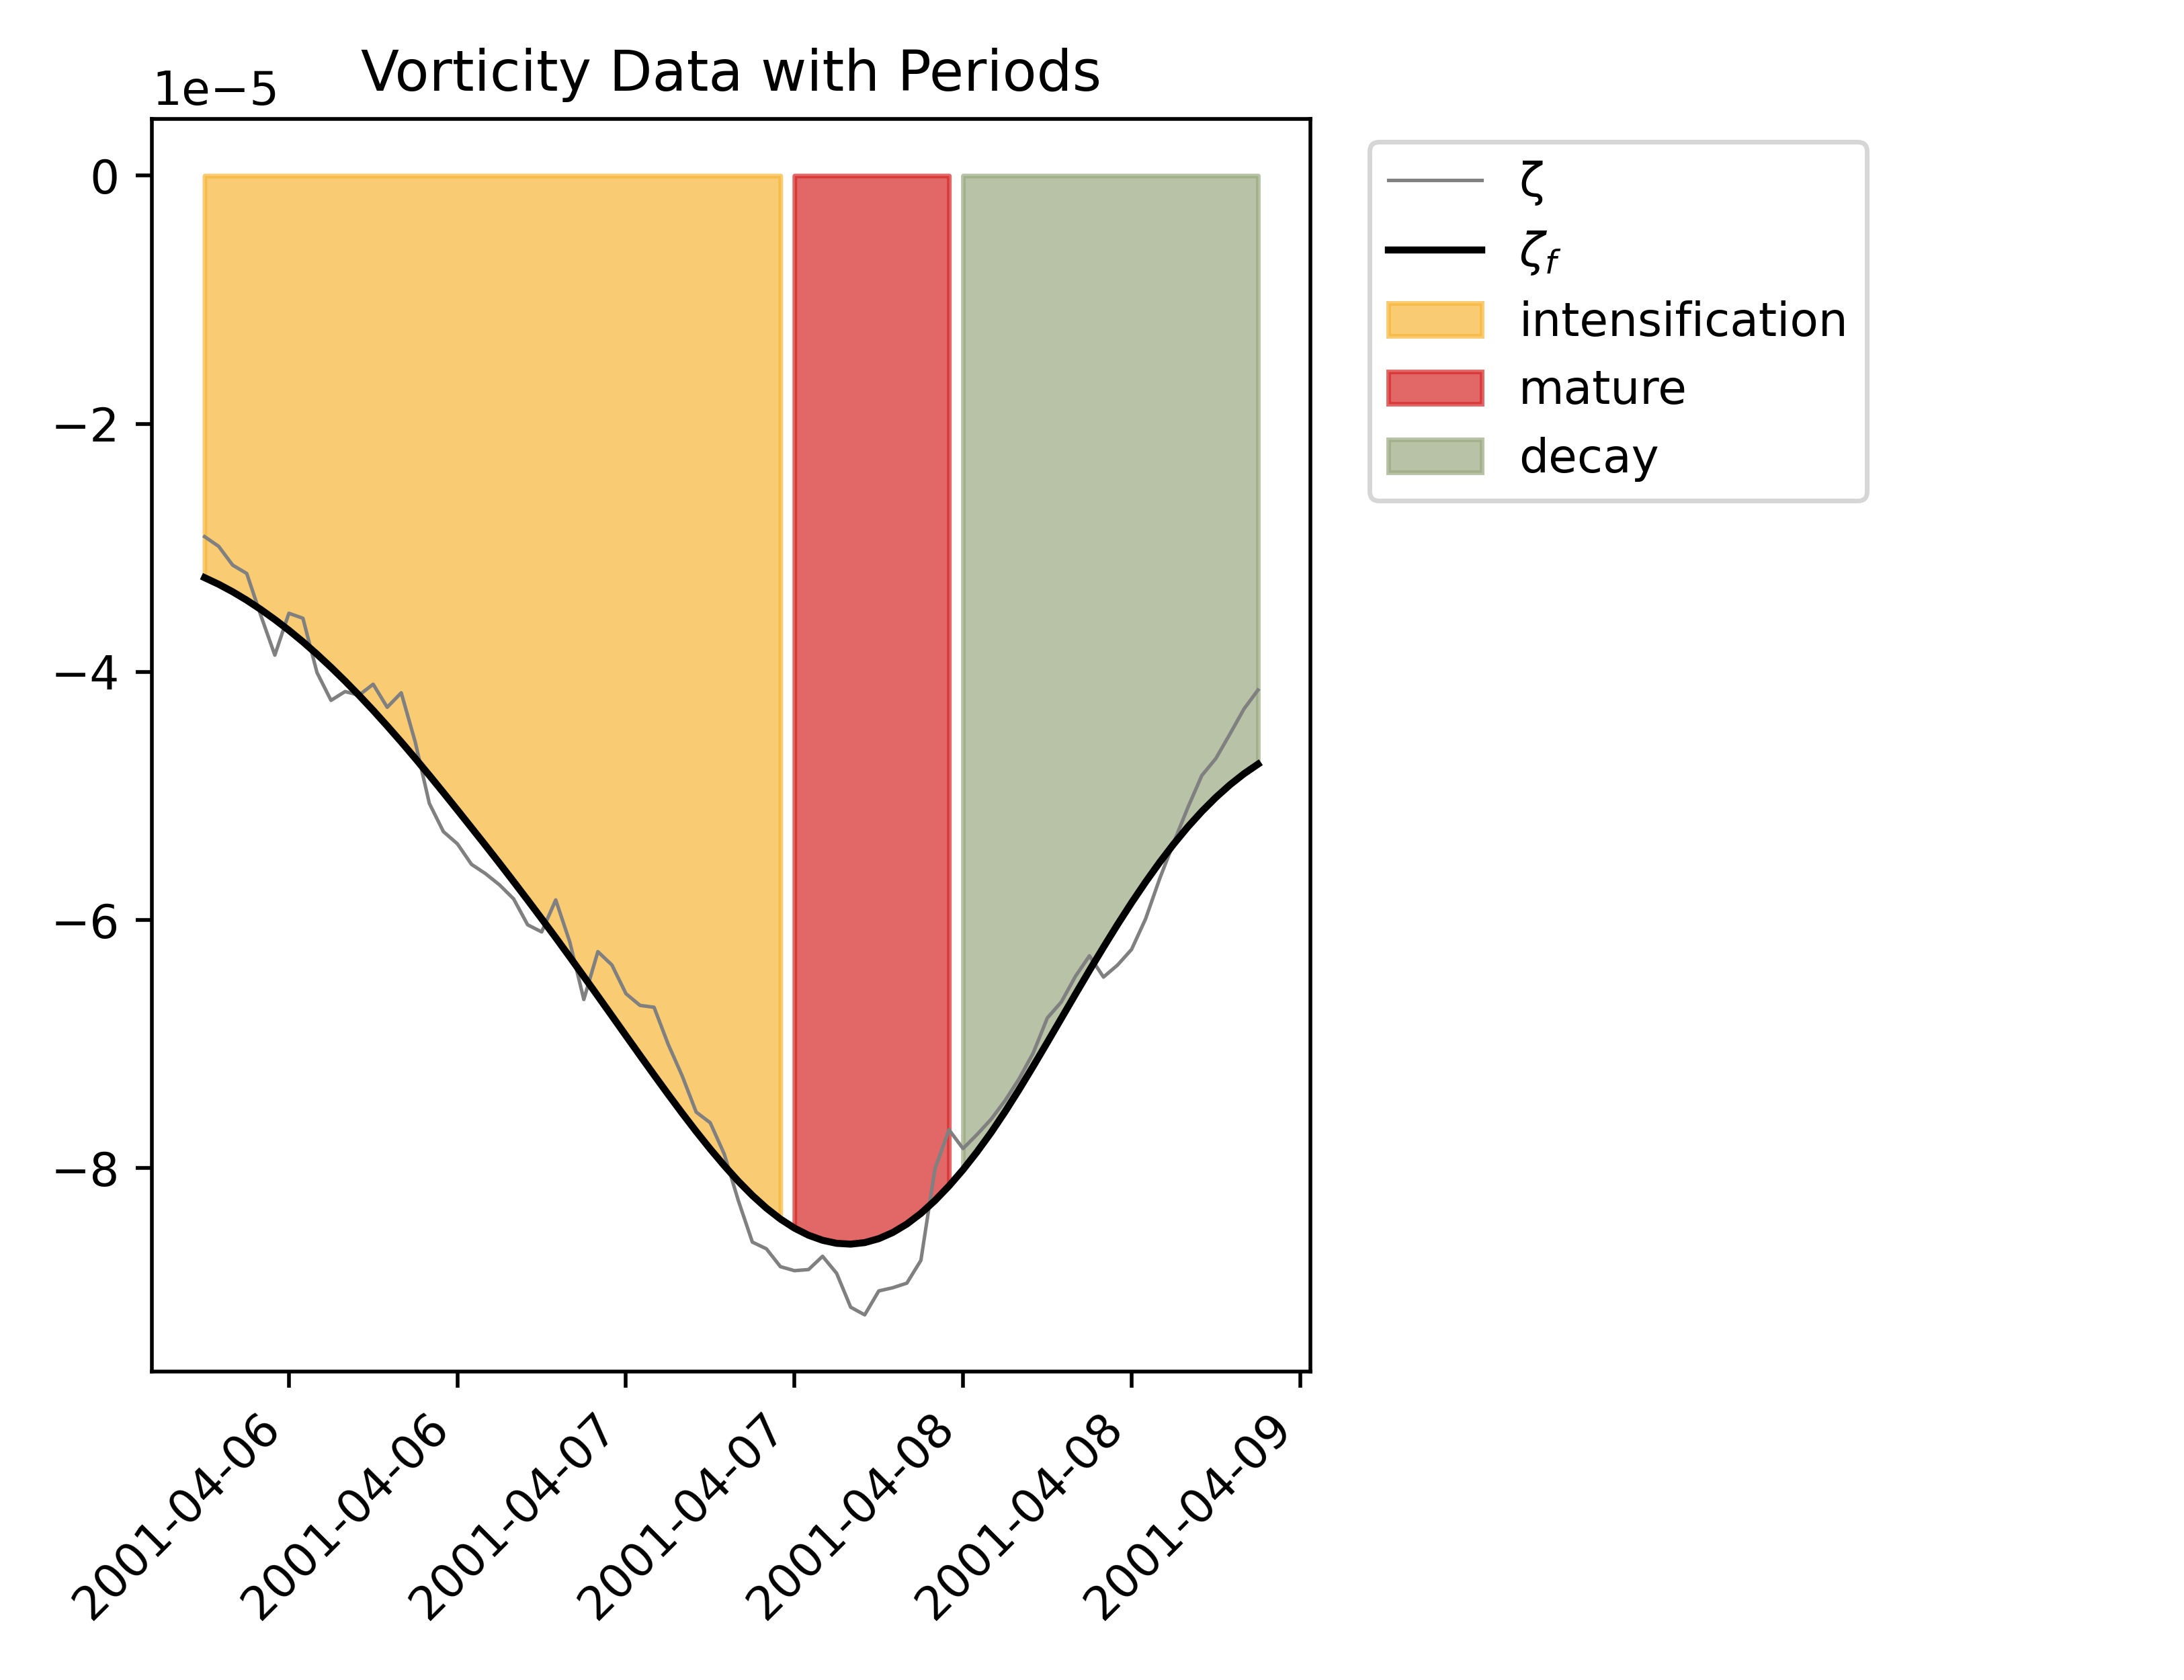 Vorticity Data with Periods
1e−5
0
−2
−4
−6
−8
2001-04-06
2001-04-06
2001-04-07
2001-04-07
2001-04-08
2001-04-08
2001-04-09
ζ
ζf
intensification
mature
decay